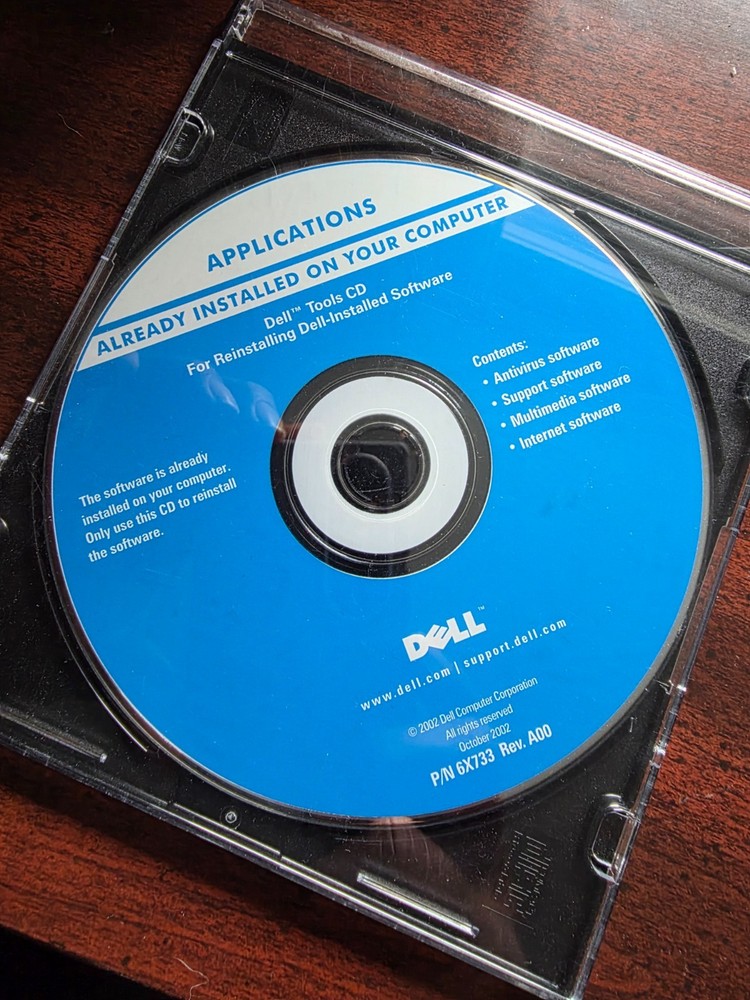 APPLICATIONS
ALREADY INSTALLED ON YOUR COMPUTER
Dell™ Tools CD
For Reinstalling Dell-Installed Software
Contents:
• Antivirus software
• Support software
• Multimedia software
• Internet software
The software is already
installed on your computer.
Only use this CD to reinstall
the software.
DELL™
www.dell.com | support.dell.com
© 2002 Dell Computer Corporation
All rights reserved
October 2002
P/N 6X733 Rev. A00